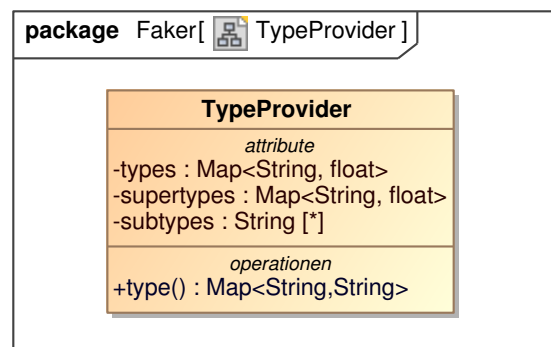 package Faker[ TypeProvider ]
TypeProvider
attribute
-types : Map<String, float>
-supertypes : Map<String, float>
-subtypes : String [*]
operationen
+type() : Map<String,String>